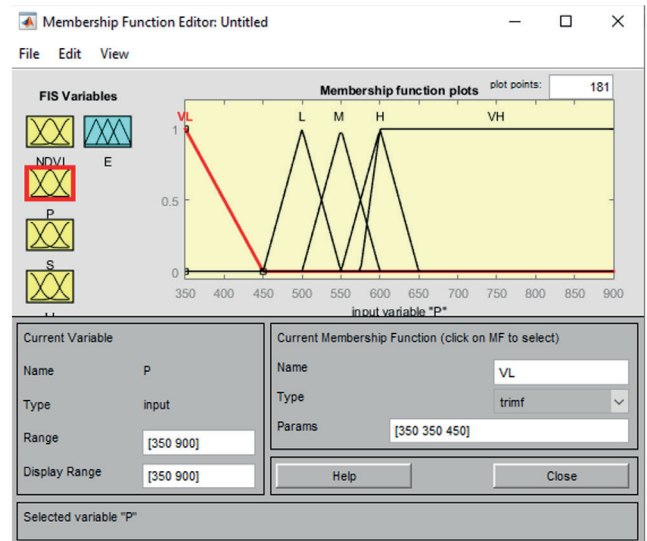 Membership Function Editor: Untitled
File Edit View
FIS Variables
Membership function plots
plot points: 181
NDVI E
P
S
VL L M H VH
1
0.5
0
350 400 450 500 550 600 650 700 750 800 850 900
input variable "P"
Current Variable
Name P
Type input
Range [350 900]
Display Range [350 900]
Current Membership Function (click on MF to select)
Name VL
Type trimf
Params [350 350 450]
Help Close
Selected variable "P"